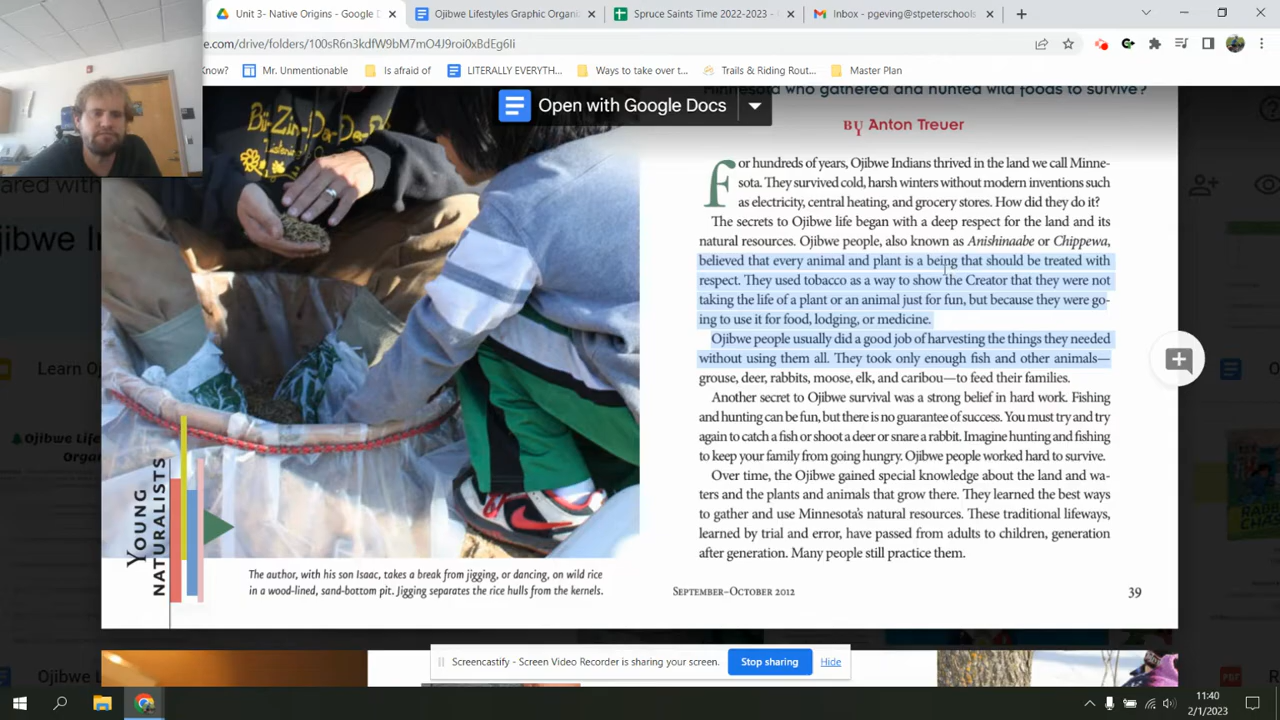 Unit 3- Native Origins - Google D
Ojibwe Lifestyles Graphic Organi
Spruce Saints Time 2022-2023 -
Inbox - pgeving@stpeterschools
e.com/drive/folders/100sR6n3kdfW9bM7mO4J9roi0xBdEg6Ii
Know?
Mr. Unmentionable
Is afraid of
LITERALLY EVERYTH...
Ways to take over t...
Trails & Riding Rout...
Master Plan
Minnesota who gathered and hunted wild foods to survive?
Open with Google Docs
BY Anton Treuer
For hundreds of years, Ojibwe Indians thrived in the land we call Minne-
sota. They survived cold, harsh winters without modern inventions such
as electricity, central heating, and grocery stores. How did they do it?
The secrets to Ojibwe life began with a deep respect for the land and its
natural resources. Ojibwe people, also known as Anishinaabe or Chippewa,
believed that every animal and plant is a being that should be treated with
respect. They used tobacco as a way to show the Creator that they were not
taking the life of a plant or an animal just for fun, but because they were go-
ing to use it for food, lodging, or medicine.
Ojibwe people usually did a good job of harvesting the things they needed
without using them all. They took only enough fish and other animals—
grouse, deer, rabbits, moose, elk, and caribou—to feed their families.
Another secret to Ojibwe survival was a strong belief in hard work. Fishing
and hunting can be fun, but there is no guarantee of success. You must try and try
again to catch a fish or shoot a deer or snare a rabbit. Imagine hunting and fishing
to keep your family from going hungry. Ojibwe people worked hard to survive.
Over time, the Ojibwe gained special knowledge about the land and wa-
ters and the plants and animals that grow there. They learned the best ways
to gather and use Minnesota's natural resources. These traditional lifeways,
learned by trial and error, have passed from adults to children, generation
after generation. Many people still practice them.
YOUNG
NATURALISTS
The author, with his son Isaac, takes a break from jigging, or dancing, on wild rice
in a wood-lined, sand-bottom pit. Jigging separates the rice hulls from the kernels.
SEPTEMBER–OCTOBER 2012
39
Learn O
Ojibwe Life
Orga
Screencastify - Screen Video Recorder is sharing your screen.
Stop sharing
Hide
11:40
2/1/2023